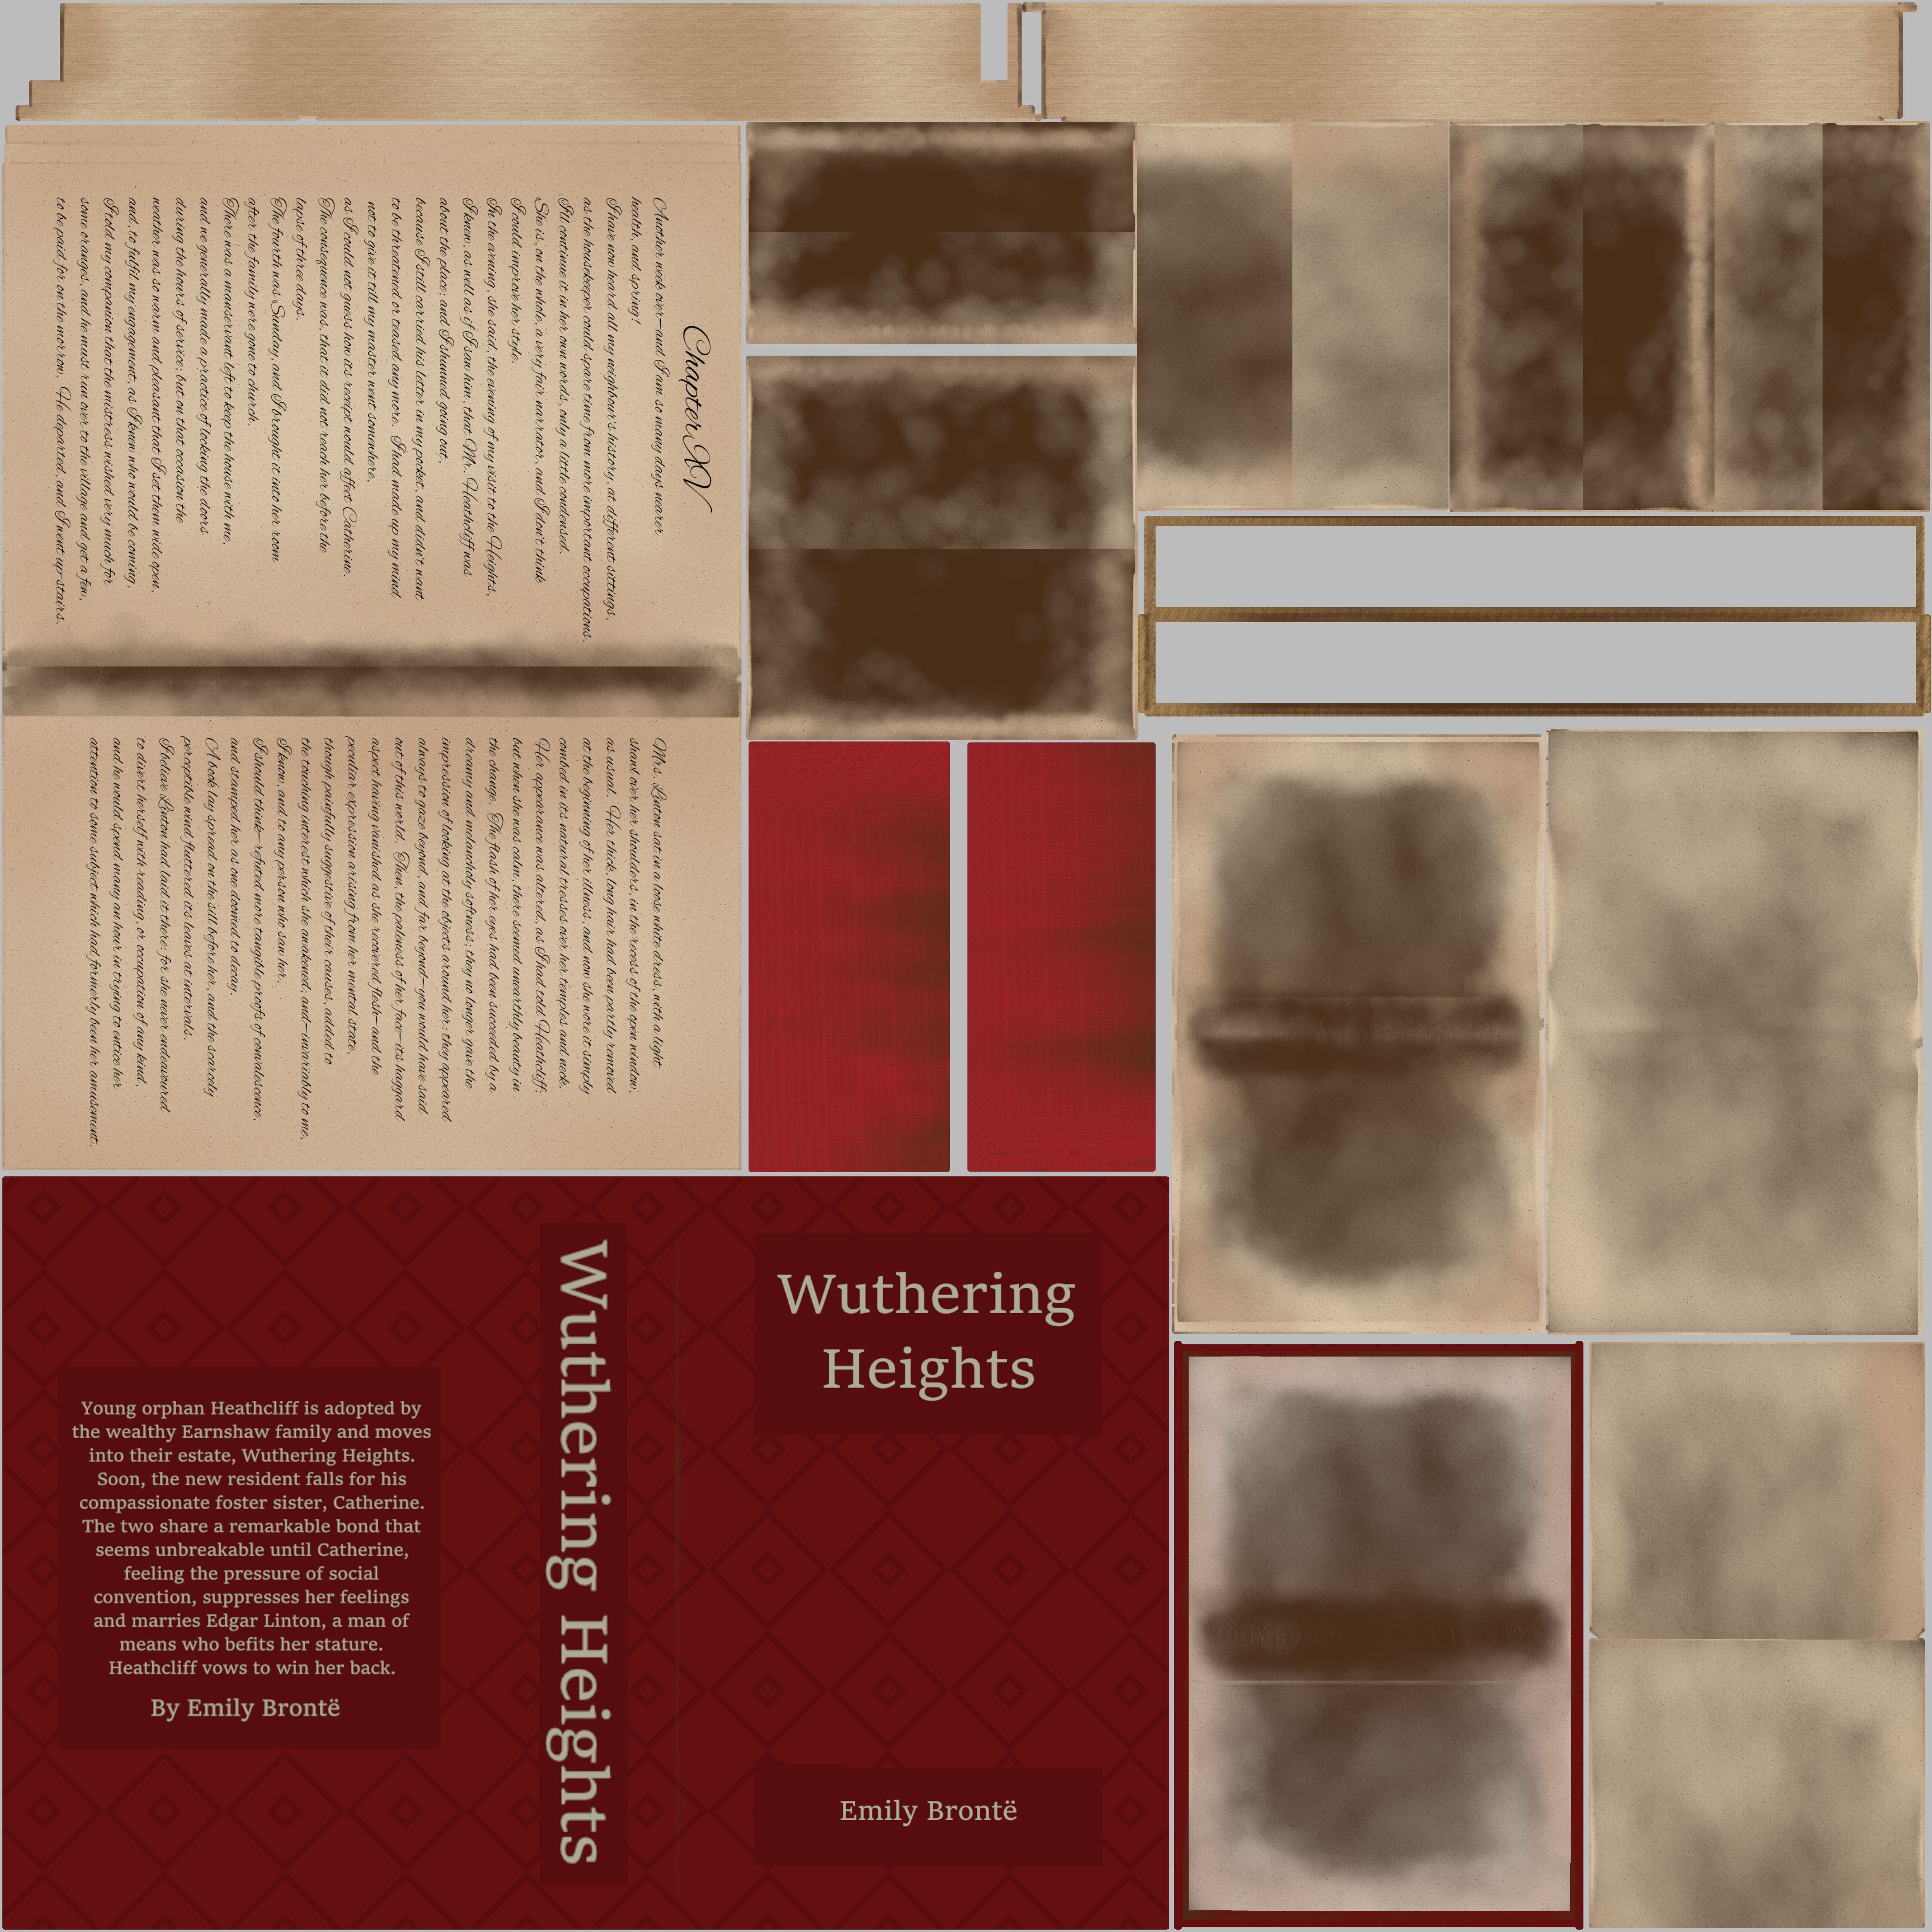 Chapter XV
Another week over—and I am so many days nearer
health, and spring!
I have now heard all my neighbour's history, at different sittings,
as the housekeeper could spare time from more important occupations.
I'll continue it in her own words, only a little condensed.
She is, on the whole, a very fair narrator, and I don't think
I could improve her style.
In the evening, she said, the evening of my visit to the Heights,
I knew, as well as if I saw him, that Mr. Heathcliff was
about the place; and I shunned going out,
because I still carried his letter in my pocket, and didn't want
to be threatened or teased any more. I had made up my mind
not to give it till my master went somewhere,
as I could not guess how its receipt would affect Catherine.
The consequence was, that it did not reach her before the
lapse of three days.
The fourth was Sunday, and I brought it into her room
after the family were gone to church.
There was a manservant left to keep the house with me,
and we generally made a practice of locking the doors
during the hours of service; but on that occasion the
weather was so warm and pleasant that I set them wide open,
and, to fulfil my engagement, as I knew who would be coming,
I told my companion that the mistress wished very much for
some oranges, and he must run over to the village and get a few,
to be paid for on the morrow. He departed, and I went up-stairs.
Mrs. Linton sat in a loose white dress, with a light
shawl over her shoulders, in the recess of the open window,
as usual. Her thick, long hair had been partly removed
at the beginning of her illness, and now she wore it simply
combed in its natural tresses over her temples and neck.
Her appearance was altered, as I had told Heathcliff;
but when she was calm, there seemed unearthly beauty in
the change. The flash of her eyes had been succeeded by a
dreamy and melancholy softness; they no longer gave the
impression of looking at the objects around her: they appeared
always to gaze beyond, and far beyond—you would have said
out of this world. Then, the paleness of her face—its haggard
aspect having vanished as she recovered flesh—and the
peculiar expression arising from her mental state,
though painfully suggestive of their causes, added to
the touching interest which she awakened; and—invariably to me,
I know, and to any person who saw her,
I should think—refuted more tangible proofs of convalescence,
and stamped her as one doomed to decay.
A book lay spread on the sill before her, and the scarcely
perceptible wind fluttered its leaves at intervals.
I believe Linton had laid it there: for she never endeavoured
to divert herself with reading, or occupation of any kind,
and he would spend many an hour in trying to entice her
attention to some subject which had formerly been her amusement.
Young orphan Heathcliff is adopted by
the wealthy Earnshaw family and moves
into their estate, Wuthering Heights.
Soon, the new resident falls for his
compassionate foster sister, Catherine.
The two share a remarkable bond that
seems unbreakable until Catherine,
feeling the pressure of social
convention, suppresses her feelings
and marries Edgar Linton, a man of
means who befits her stature.
Heathcliff vows to win her back.
By Emily Brontë
Wuthering Heights
Wuthering
Heights
Emily Brontë